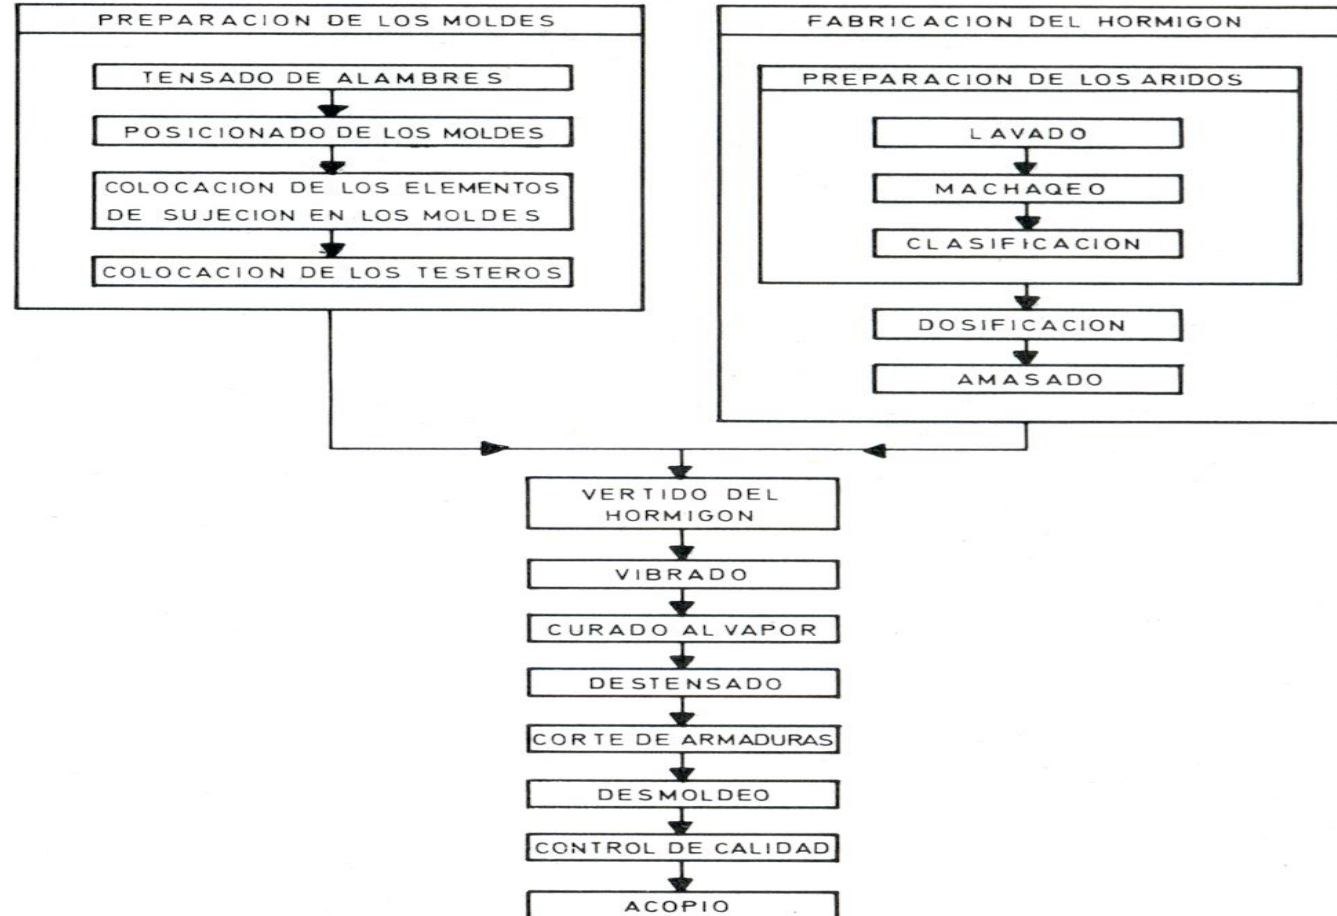 PREPARACION DE LOS MOLDES
TENSADO DE ALAMBRES
POSICIONADO DE LOS MOLDES
COLOCACION DE LOS ELEMENTOS
DE SUJECION EN LOS MOLDES
COLOCACION DE LOS TESTEROS
FABRICACION DEL HORMIGON
PREPARACION DE LOS ARIDOS
LAVADO
MACHAQEO
CLASIFICACION
DOSIFICACION
AMASADO
VERTIDO DEL
HORMIGON
VIBRADO
CURADO AL VAPOR
DESTENSADO
CORTE DE ARMADURAS
DESMOLDEO
CONTROL DE CALIDAD
ACOPIO